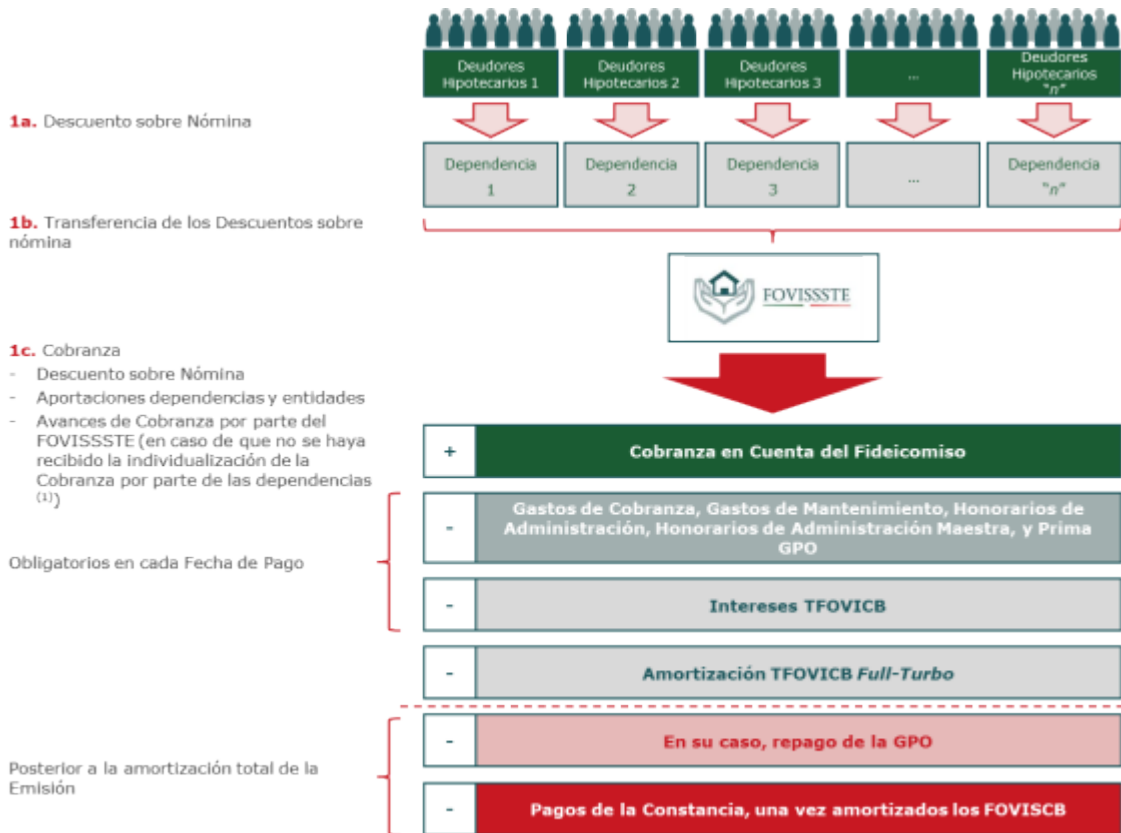 Deudores
Hipotecarios 1
Deudores
Hipotecarios 2
Deudores
Hipotecarios 3
...
Deudores
Hipotecarios
"n"
1a. Descuento sobre Nómina
Dependencia
1
Dependencia
2
Dependencia
3
...
Dependencia
"n"
1b. Transferencia de los Descuentos sobre
nómina
FOVISSSTE
1c. Cobranza
- Descuento sobre Nómina
- Aportaciones dependencias y entidades
- Avances de Cobranza por parte del
FOVISSSTE (en caso de que no se haya
recibido la individualización de la
Cobranza por parte de las dependencias
(1))
+ Cobranza en Cuenta del Fideicomiso
- Gastos de Cobranza, Gastos de Mantenimiento, Honorarios de
Administración, Honorarios de Administración Maestra, y Prima
GPO
Obligatorios en cada Fecha de Pago
- Intereses TFOVICB
- Amortización TFOVICB Full-Turbo
- En su caso, repago de la GPO
Posterior a la amortización total de la
Emisión
- Pagos de la Constancia, una vez amortizados los FOVISCB